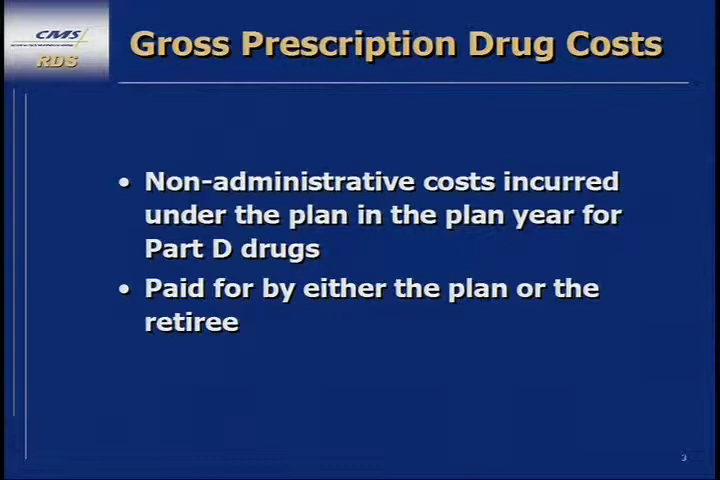 CMS
RDS
Gross Prescription Drug Costs
• Non-administrative costs incurred
under the plan in the plan year for
Part D drugs
• Paid for by either the plan or the
retiree
3